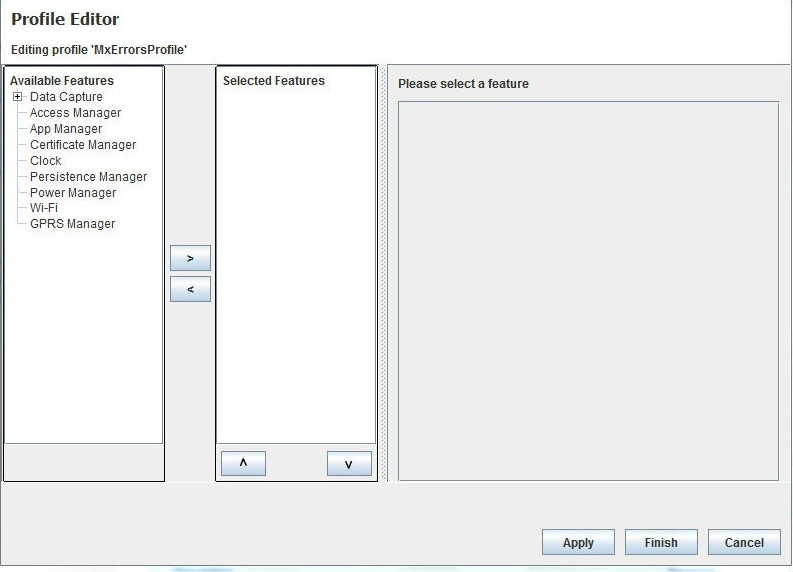 Profile Editor
Editing profile 'MxErrorsProfile'
Available Features
Data Capture
Access Manager
App Manager
Certificate Manager
Clock
Persistence Manager
Power Manager
Wi-Fi
GPRS Manager
>
<
Selected Features
^
v
Please select a feature
Apply
Finish
Cancel